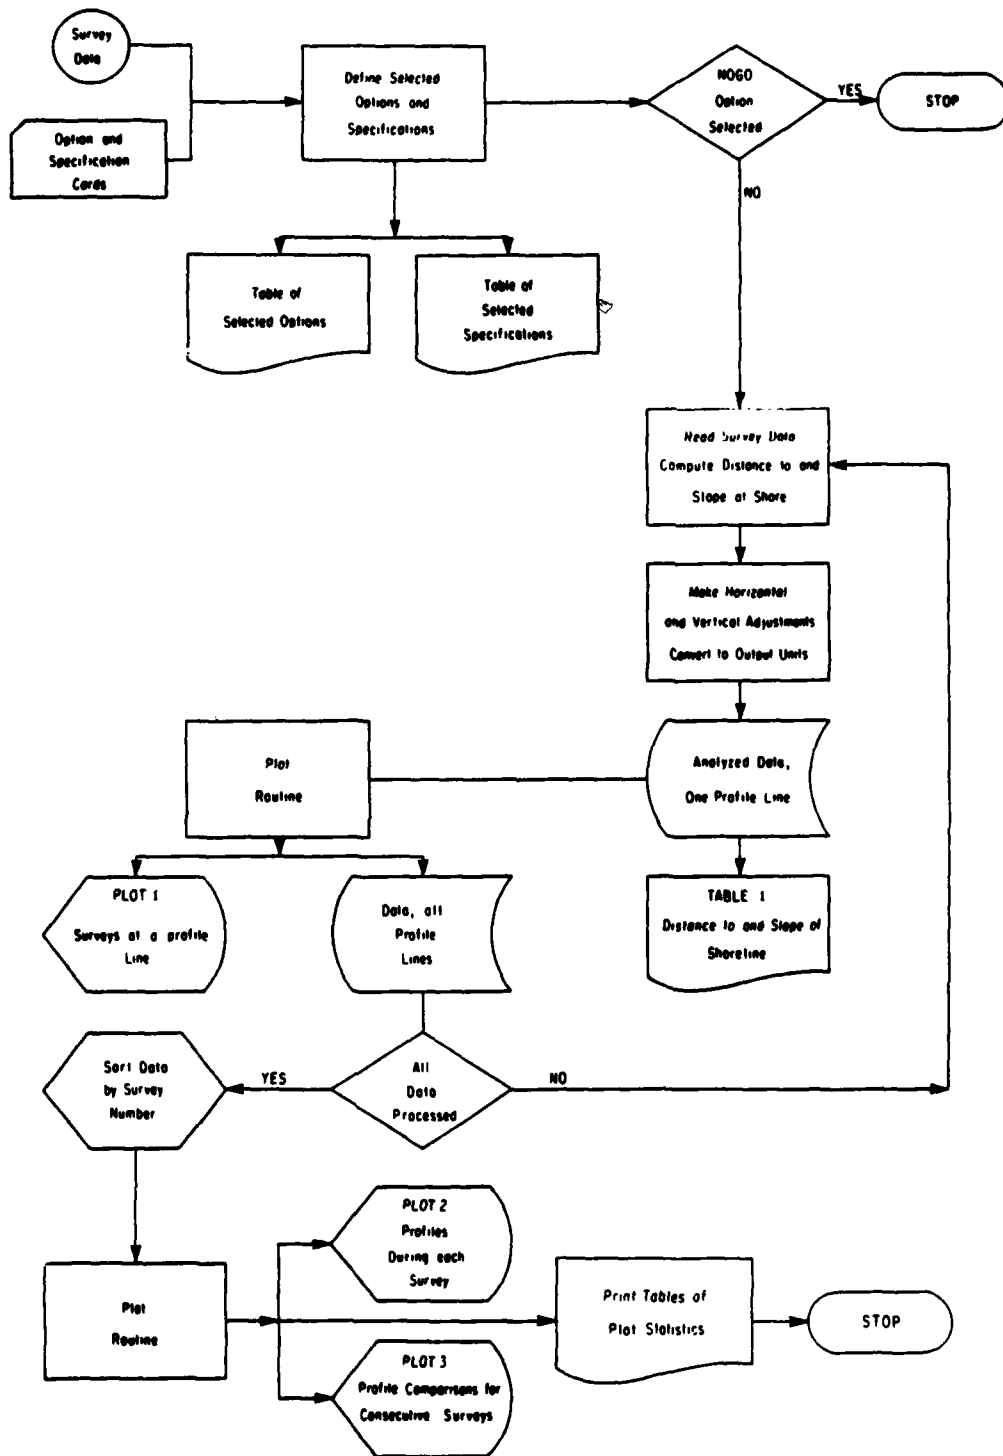 Survey
Data
Option and
Specification
Cards
Define Selected
Options and
Specifications
NOGO
Option
Selected
YES
STOP
NO
Table of
Selected Options
Table of
Selected
Specifications
Read Survey Data
Compute Distance to and
Slope at Shore
Make Horizontal
and Vertical Adjustments
Convert to Output Units
Analyzed Data,
One Profile Line
Plot
Routine
PLOT 1
Surveys at a profile
Line
Data, all
Profile
Lines
TABLE 1
Distance to and Slope of
Shoreline
Sort Data
by Survey
Number
YES
All
Data
Processed
NO
PLOT 2
Profiles
During each
Survey
Plot
Routine
Print Tables of
Plot Statistics
STOP
PLOT 3
Profile Comparisons for
Consecutive Surveys